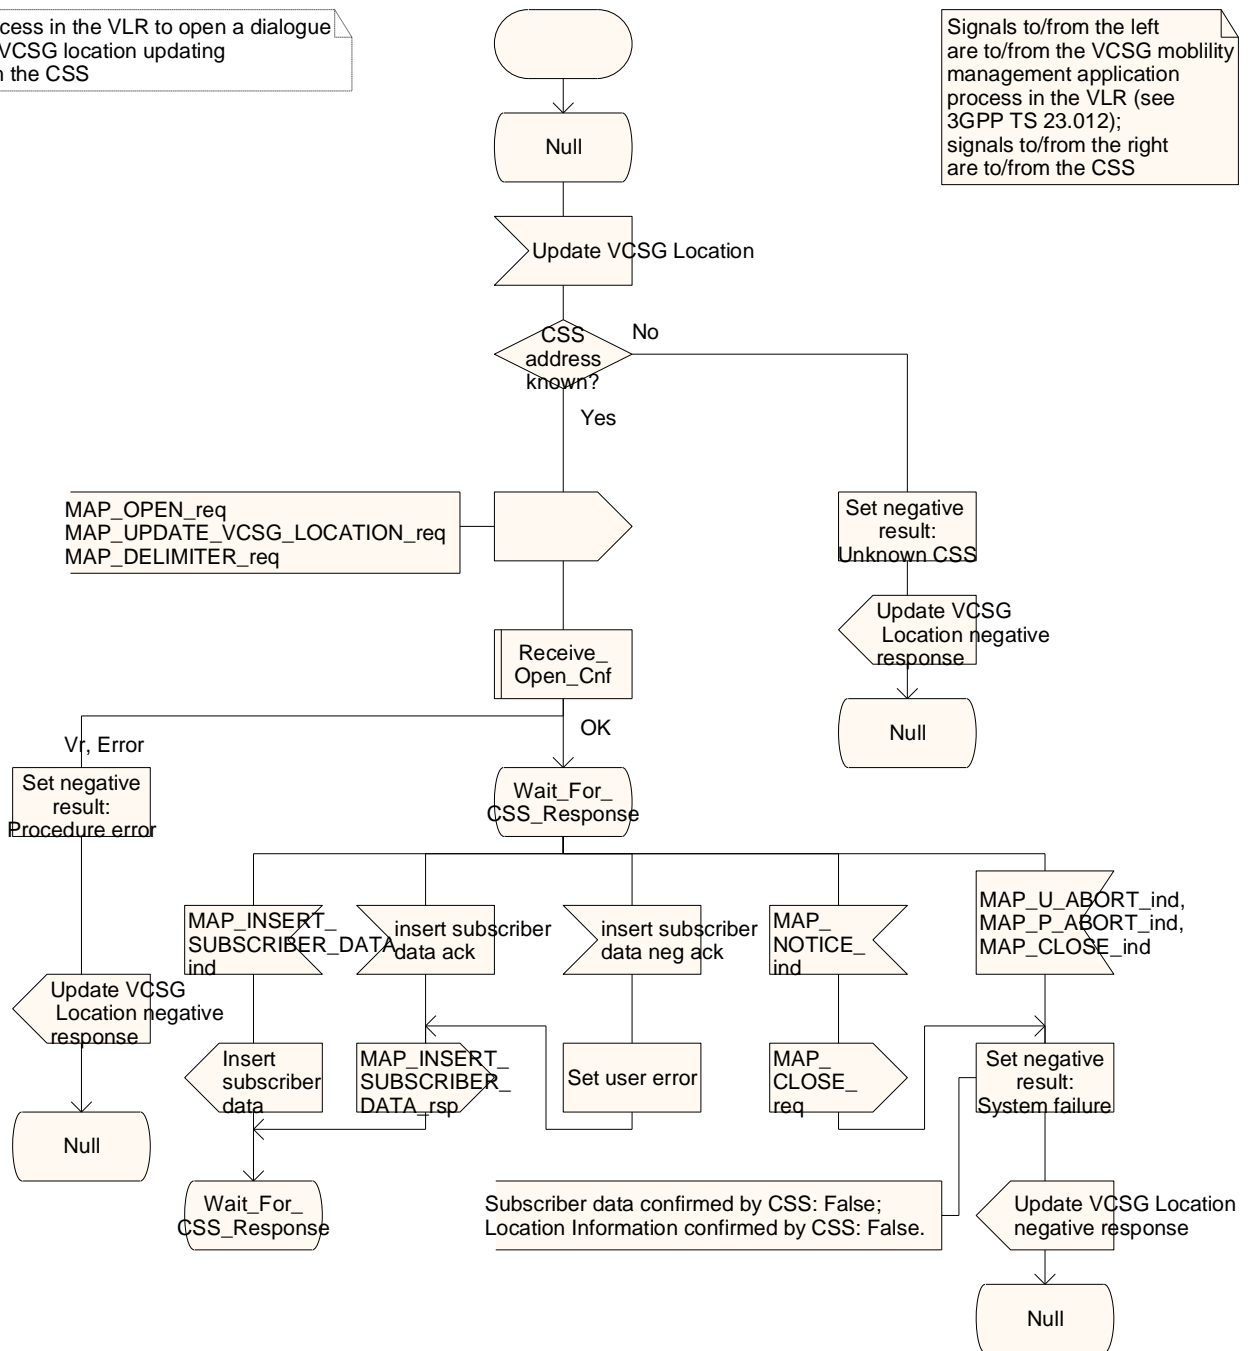 cess in the VLR to open a dialogue
VCSG location updating
n the CSS
Signals to/from the left
are to/from the VCSG moblility
management application
process in the VLR (see
3GPP TS 23.012);
signals to/from the right
are to/from the CSS
Null
Update VCSG Location
CSS
address
known?
No
Yes
MAP_OPEN_req
MAP_UPDATE_VCSG_LOCATION_req
MAP_DELIMITER_req
Set negative
result:
Unknown CSS
Update VCSG
Location negative
response
Null
Receive_
Open_Cnf
OK
Vr, Error
Set negative
result:
Procedure error
Update VCSG
Location negative
response
Null
Wait_For_
CSS_Response
MAP_INSERT_
SUBSCRIBER_DATA_
ind
insert subscriber
data ack
insert subscriber
data neg ack
MAP_
NOTICE_
ind
MAP_U_ABORT_ind,
MAP_P_ABORT_ind,
MAP_CLOSE_ind
Insert
subscriber
data
MAP_INSERT_
SUBSCRIBER_
DATA_rsp
Set user error
MAP_
CLOSE_
req
Set negative
result:
System failure
Wait_For_
CSS_Response
Subscriber data confirmed by CSS: False;
Location Information confirmed by CSS: False.
Update VCSG Location
negative response
Null